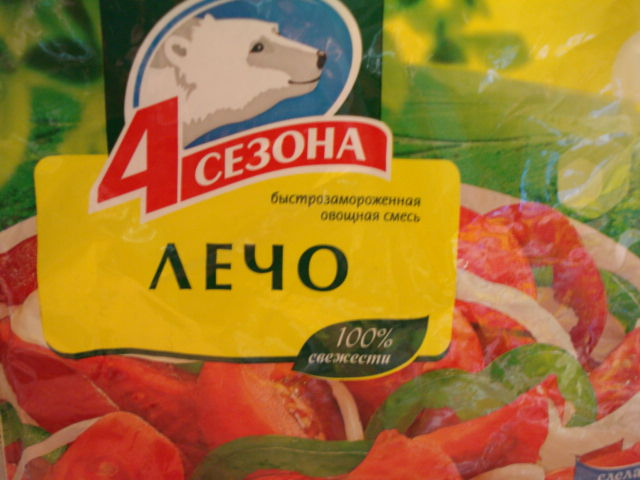 4 СЕЗОНА
быстрозамороженная
овощная смесь
ЛЕЧО
100%
свежести